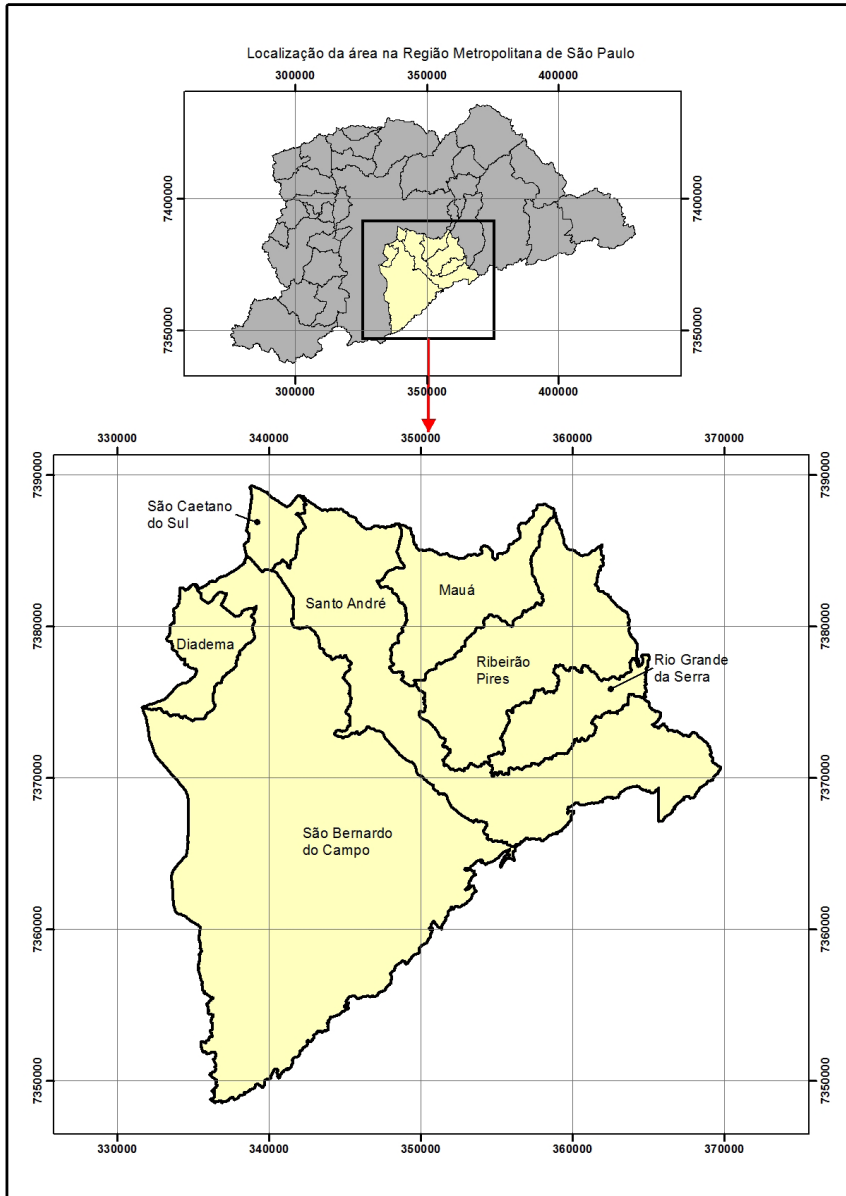 Localização da área na Região Metropolitana de São Paulo
300000 350000 400000
7400000 7400000
7350000 7350000
300000 350000 400000
330000 340000 350000 360000 370000
7390000 7390000
São Caetano
do Sul
Mauá
Santo André
7380000 7380000
Diadema
Ribeirão
Pires
Rio Grande
da Serra
7370000 7370000
São Bernardo
do Campo
7360000 7360000
7350000 7350000
330000 340000 350000 360000 370000